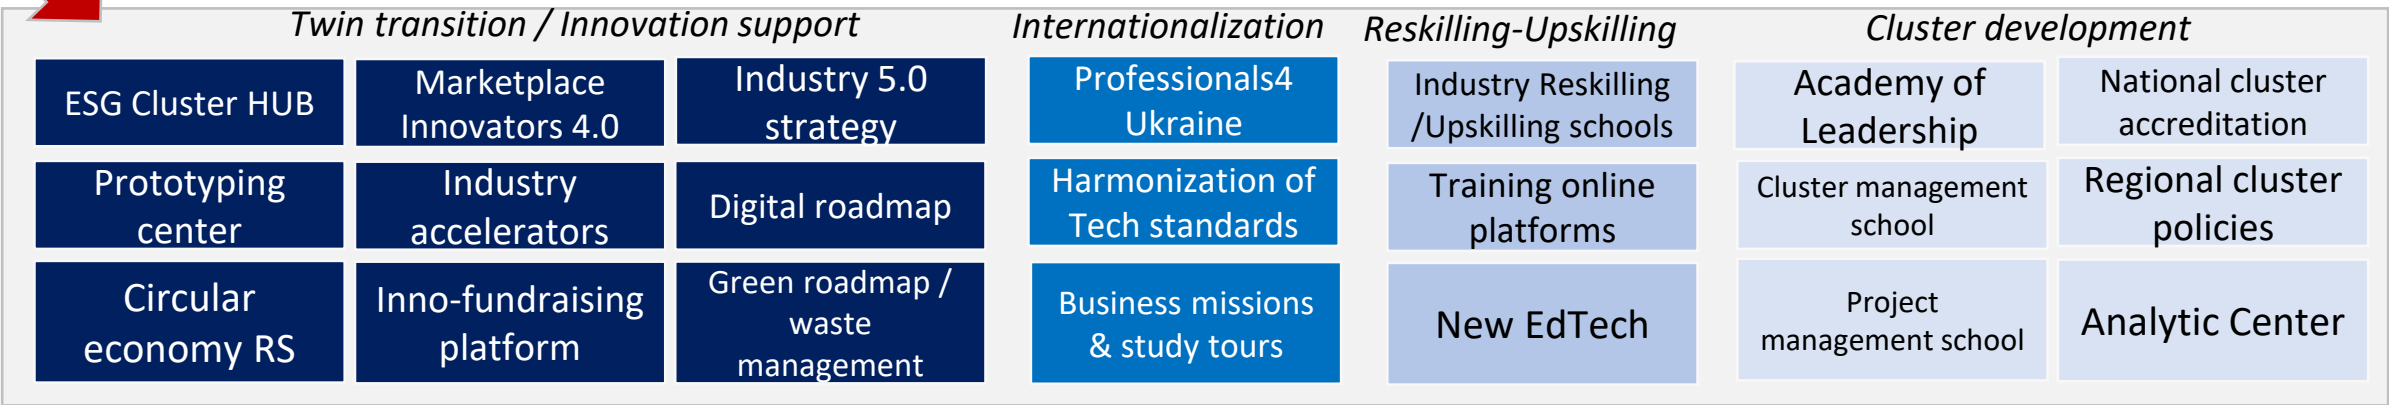 Twin transition / Innovation support
ESG Cluster HUB
Marketplace
Innovators 4.0
Industry 5.0
strategy
Prototyping
center
Industry
accelerators
Digital roadmap
Circular
economy RS
Inno-fundraising
platform
Green roadmap /
waste
management
Internationalization
Professionals4
Ukraine
Harmonization of
Tech standards
Business missions
& study tours
Reskilling-Upskilling
Industry Reskilling
/Upskilling schools
Training online
platforms
New EdTech
Cluster development
Academy of
Leadership
National cluster
accreditation
Cluster management
school
Regional cluster
policies
Project
management school
Analytic Center